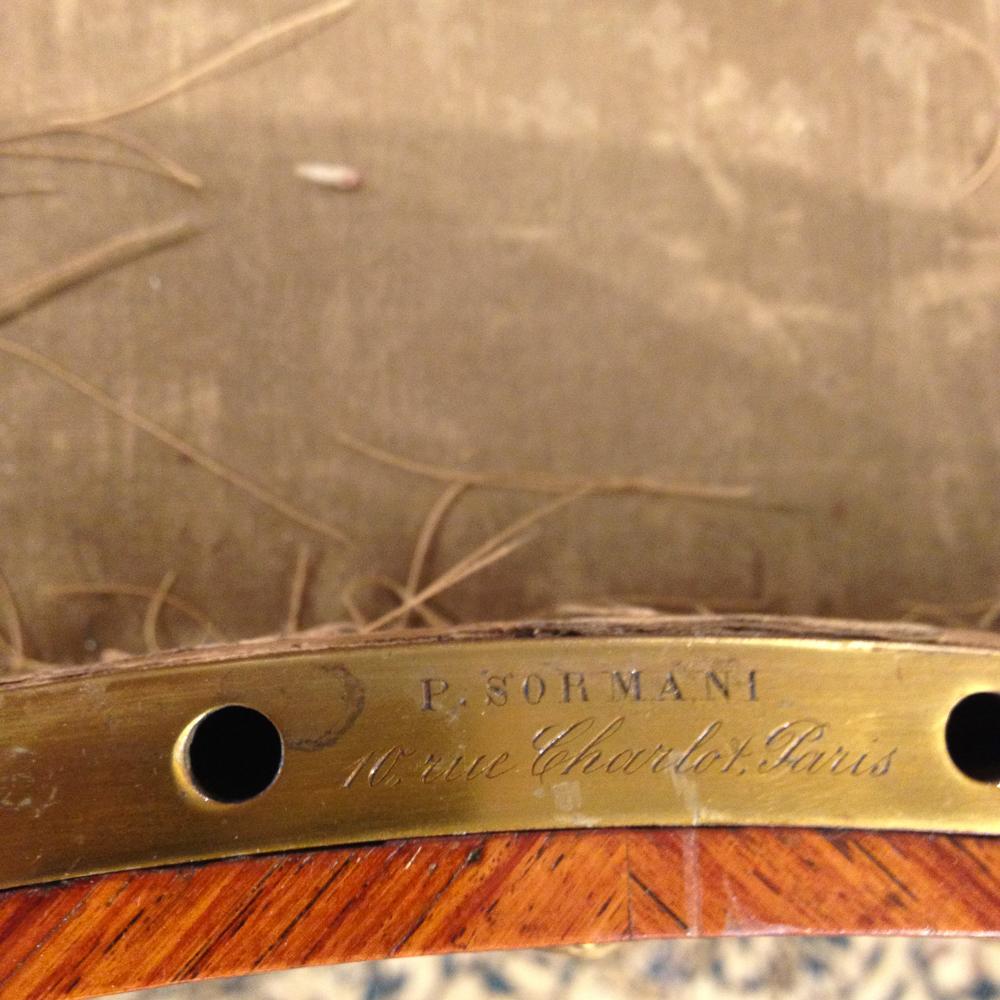 P. SORMANI
10, rue Charlot, Paris